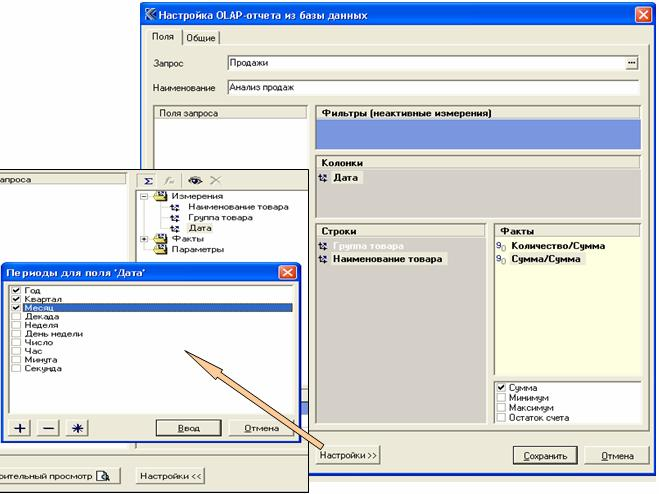 Настройка OLAP-отчета из базы данных
Поля Общие
Запрос Продажи ...
Наименование Анализ продаж
Поля запроса
Фильтры (неактивные измерения)
Колонки
Дата
Строки
Группа товара
Наименование товара
Факты
Количество/Сумма
Сумма/Сумма
Сумма
Минимум
Максимум
Остаток счета
Настройки >>
Сохранить
Отмена
апроса
Измерения
Наименование товара
Группа товара
Дата
Факты
Параметры
Периоды для поля 'Дата'
Год
Квартал
Месяц
Декада
Неделя
День недели
Число
Час
Минута
Секунда
Ввод
Отмена
рительный просмотр
Настройки <<